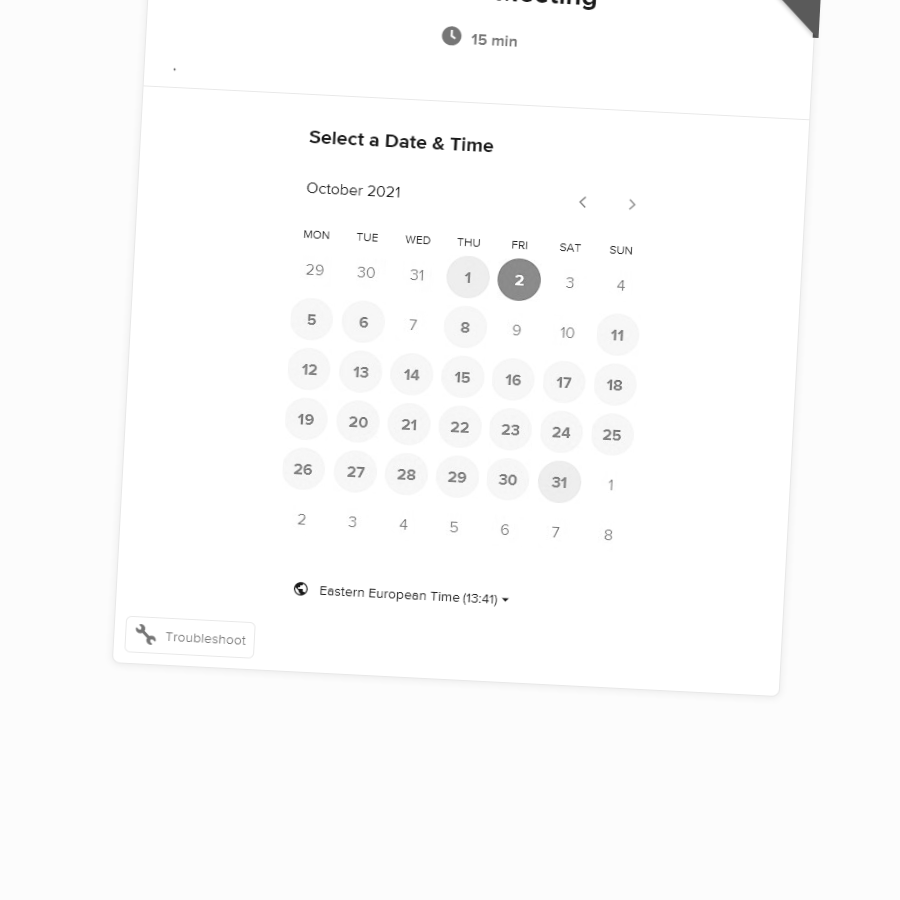 15 min
.
Select a Date & Time
October 2021
MON TUE WED THU FRI SAT SUN
29 30 31 1 2 3 4
5 6 7 8 9 10 11
12 13 14 15 16 17 18
19 20 21 22 23 24 25
26 27 28 29 30 31 1
2 3 4 5 6 7 8
Eastern European Time (13:41)
Troubleshoot